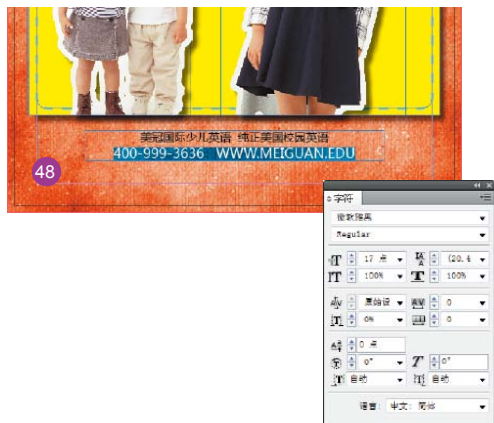 美冠国际少儿英语 纯正美国校园英语
400-999-3636 WWW.MEIGUAN.EDU
48
字符
微软雅黑
Regular
17 点 (20.4
100% 100%
原始设 0
0% 0
0 点
0° 0°
自动 自动
语言: 中文: 简体